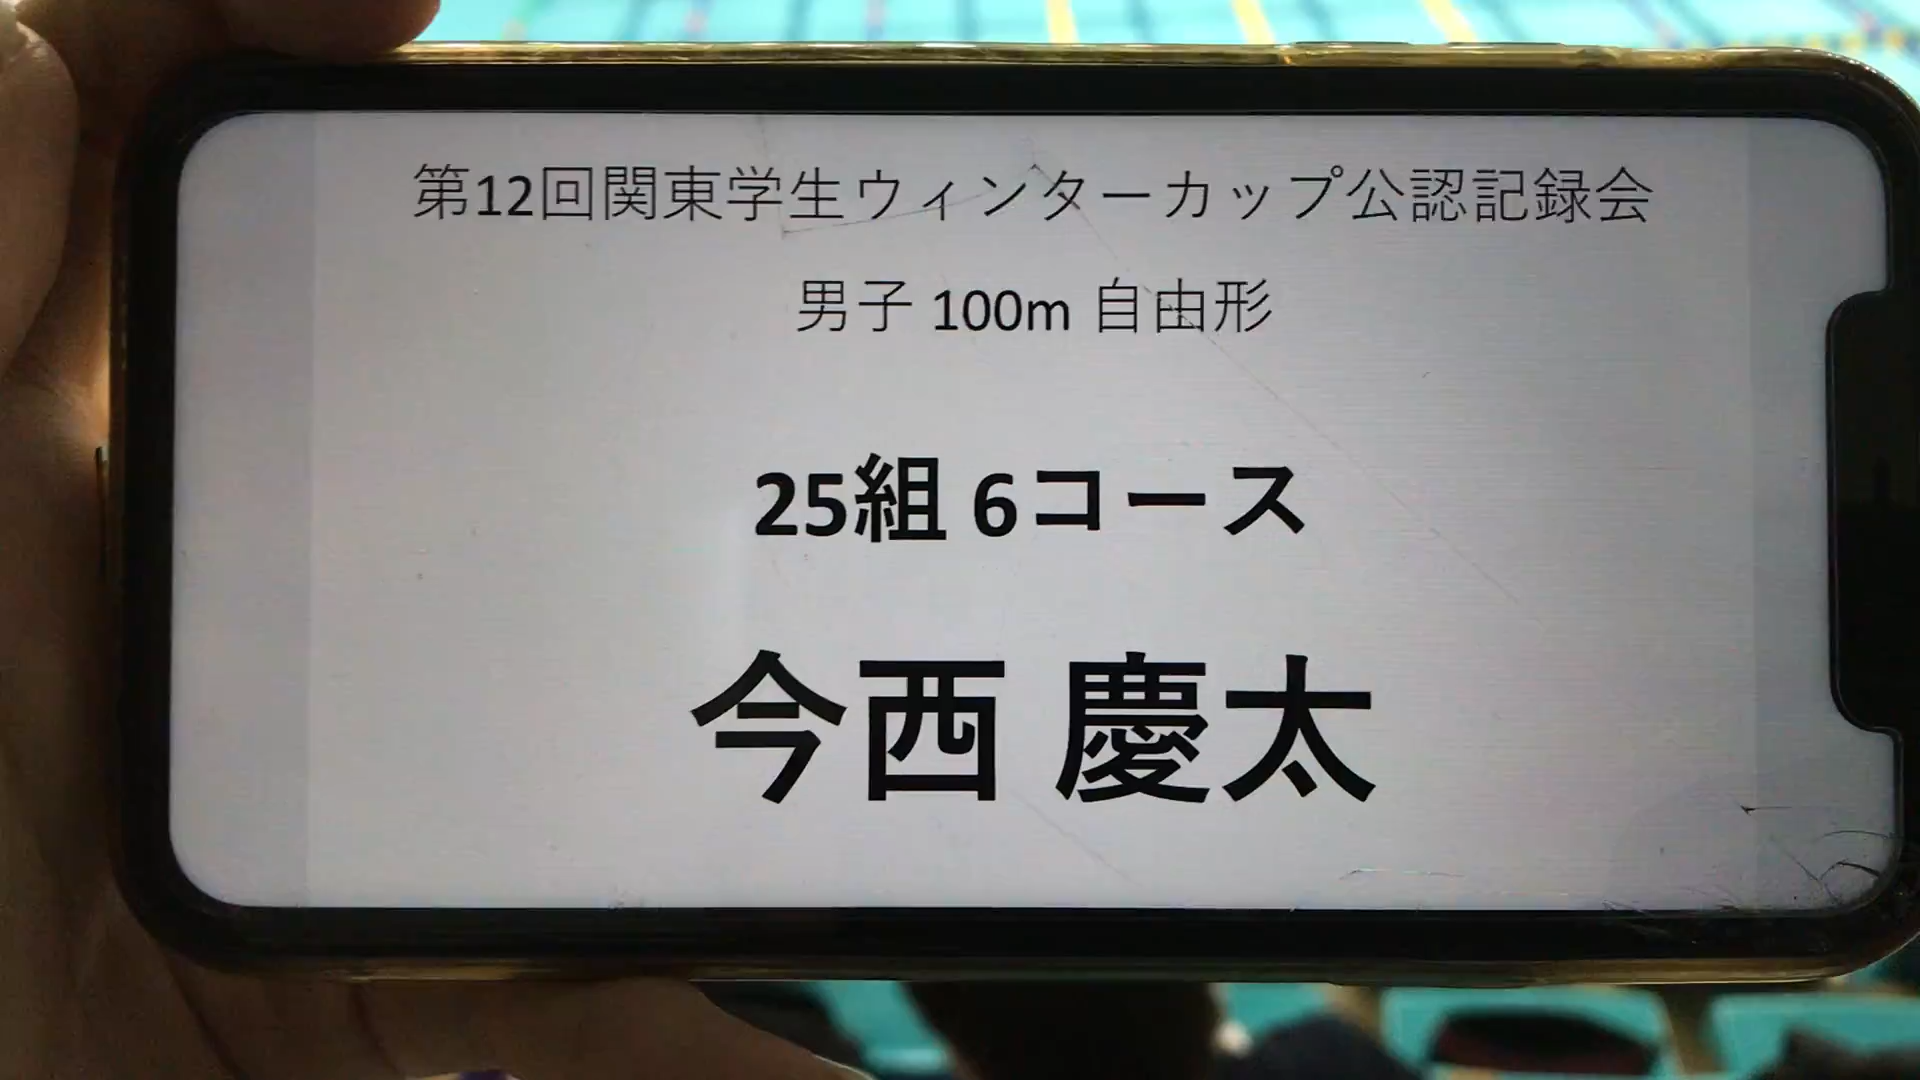 第12回関東学生ウィンターカップ公認記録会
男子 100m 自由形
25組 6コース
今西 慶太